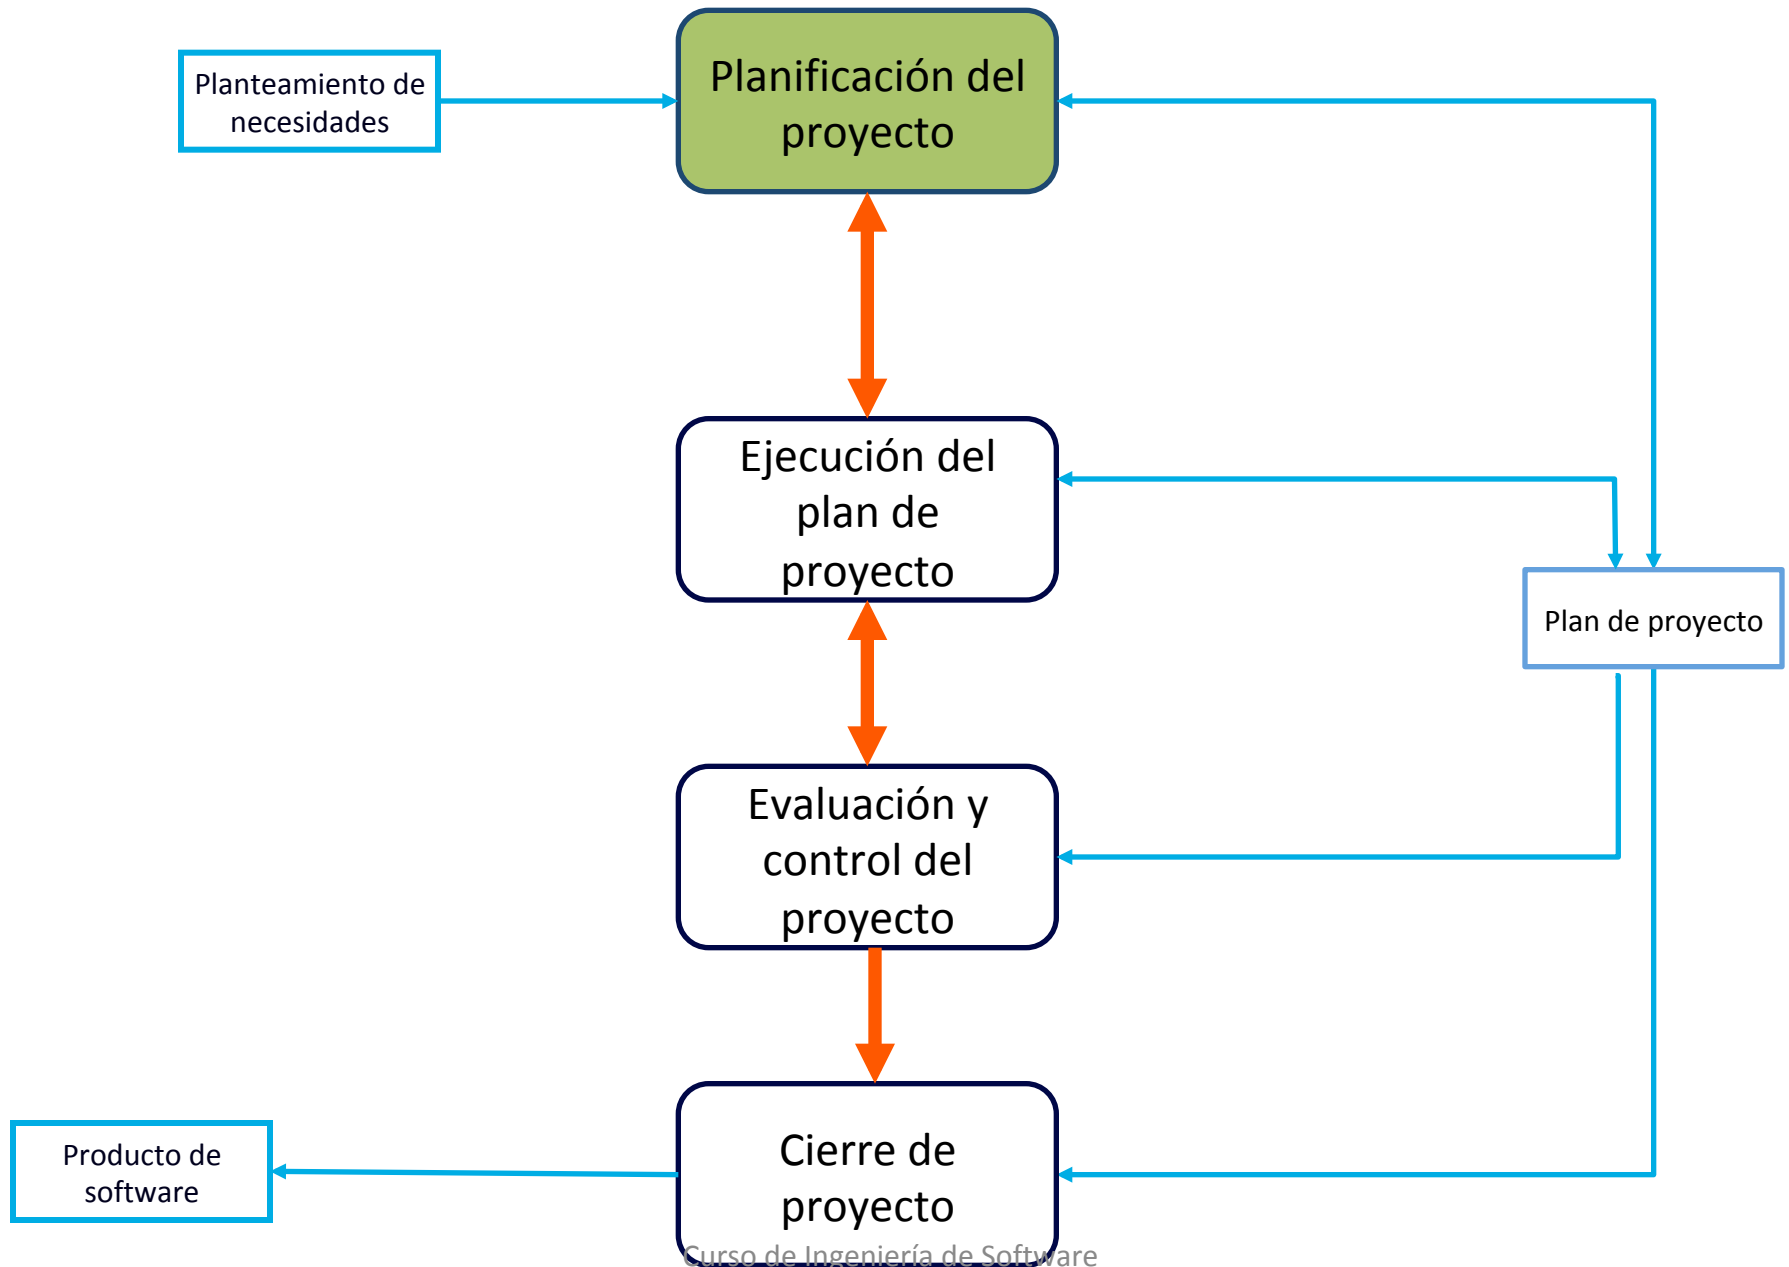 Planteamiento de
necesidades
Planificación del
proyecto
Ejecución del
plan de
proyecto
Plan de proyecto
Evaluación y
control del
proyecto
Producto de
software
Cierre de
proyecto
Curso de Ingeniería de Software